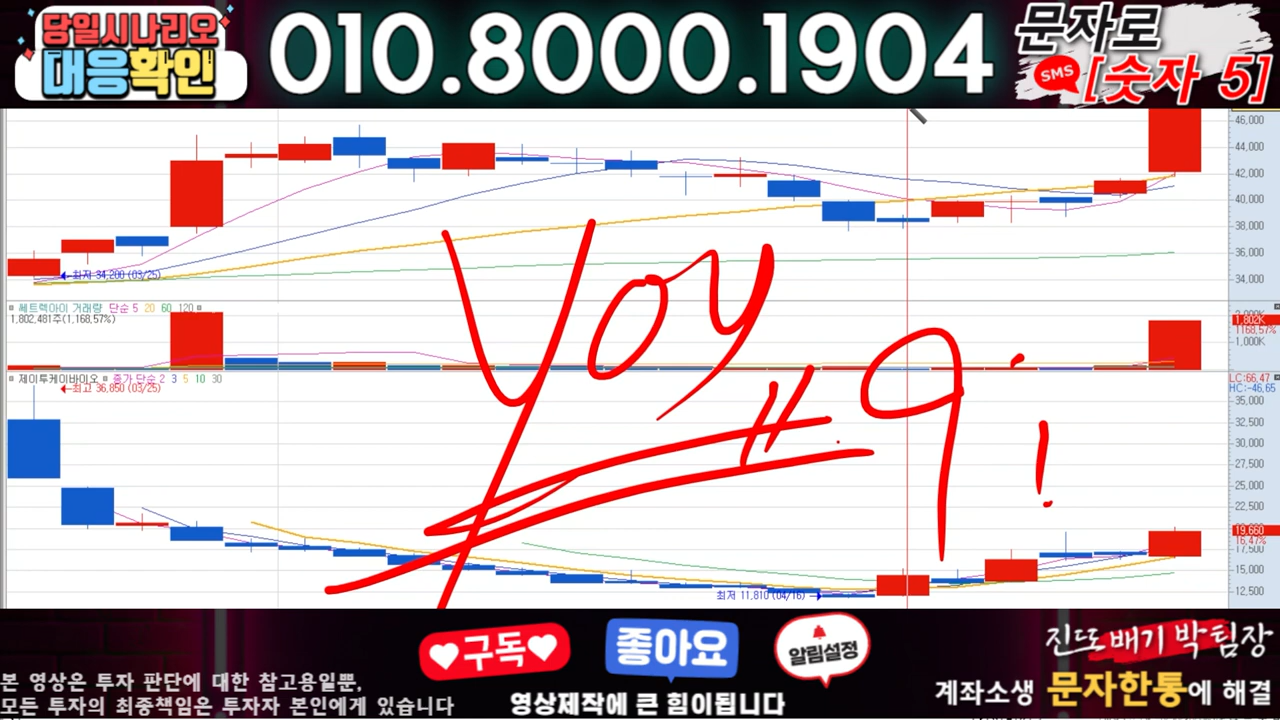 당일시나리오
대응확인
010.8000.1904
문자로
SMS [숫자 5]
46,000
44,000
42,000
40,000
38,000
36,000
34,000
최저 34,200 (03/25)
세트렉아이 거래량 단순 5 20 60 120
1,802,481주(1,168,57%)
1,802K
1168,57%
1,000K
제이투케이바이오 종가 단순 2 3 5 10 30
최고 36,850 (03/25)
LC:66,47
HC:-46,65
35,000
32,500
30,000
27,500
25,000
22,500
19,660
16,47%
17,500
15,000
12,500
최저 11,810 (04/16)
구독
좋아요
알림설정
진또배기 박팀장
본 영상은 투자 판단에 대한 참고용일뿐,
모든 투자의 최종책임은 투자자 본인에게 있습니다
영상제작에 큰 힘이됩니다
계좌소생 문자한통에 해결